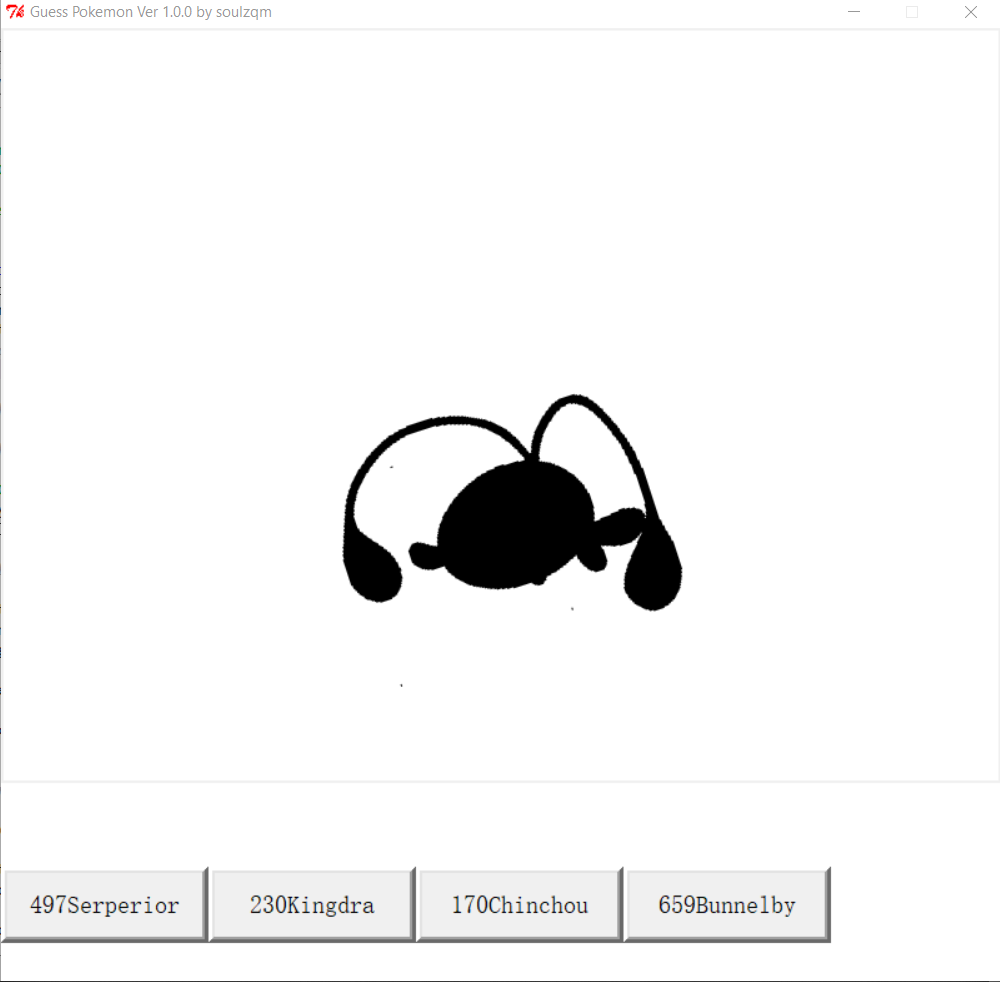 Guess Pokemon Ver 1.0.0 by soulzqm
497Serperior
230Kingdra
170Chinchou
659Bunnelby